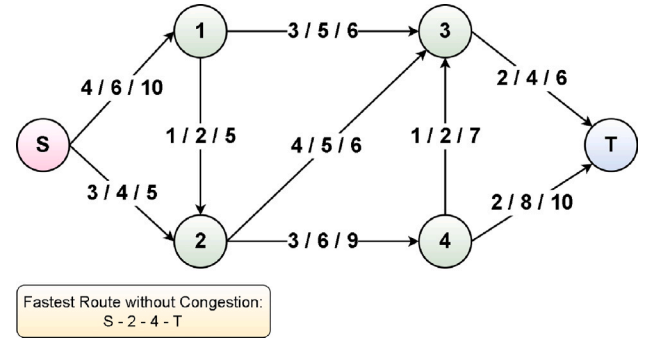 1
3 / 5 / 6
3
4 / 6 / 10
2 / 4 / 6
S
1 / 2 / 5
4 / 5 / 6
1 / 2 / 7
T
3 / 4 / 5
2 / 8 / 10
2
3 / 6 / 9
4
Fastest Route without Congestion:
S - 2 - 4 - T